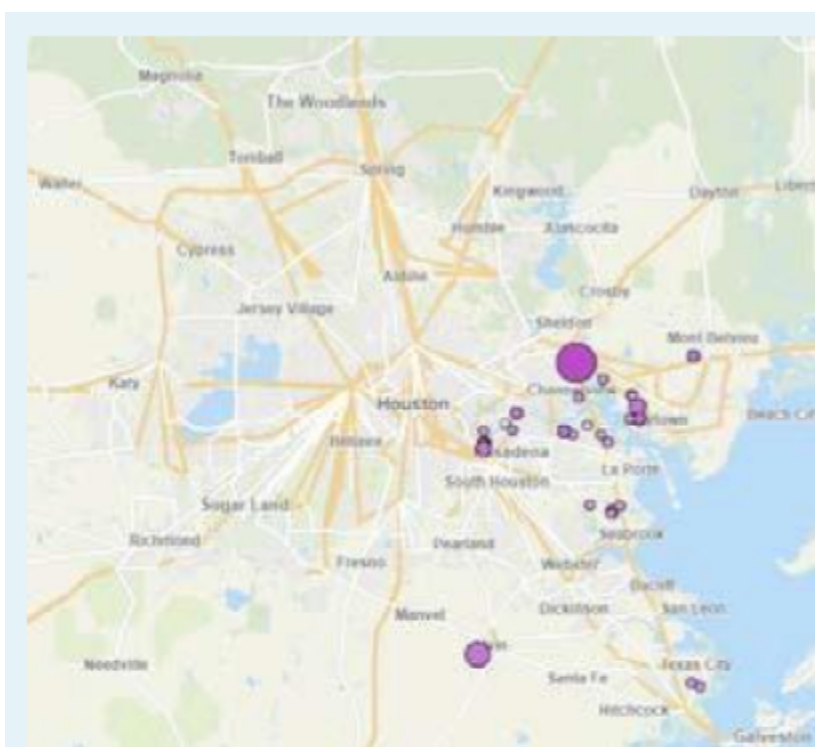 Magnolia
The Woodlands
Tomball
Spring
Waller
Kingwood
Dayton
Humble
Atascocita
Cypress
Aldine
Crosby
Jersey Village
Sheldon
Mont Belvieu
Katy
Houston
Bellaire
Pasadena
La Porte
South Houston
Sugar Land
Richmond
Pearland
Seabrook
Fresno
Webster
Bacliff
Manvel
Dickinson
San Leon
Needville
Santa Fe
Texas City
Hitchcock
Galveston